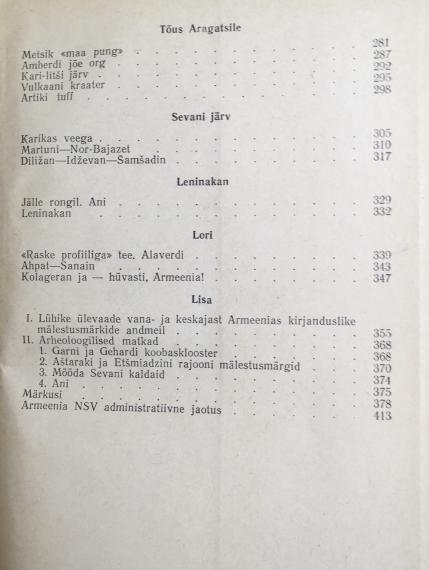 Tõus Aragatsile
Metsik «maa pung» . . . . . . . . . . 281
Amberdi jõe org . . . . . . . . . . 287
Kari-litši järv . . . . . . . . . . 292
Vulkaani kraater . . . . . . . . . . 295
Artiki tuff . . . . . . . . . . 298
Sevani järv
Karikas veega . . . . . . . . . . 305
Martuni—Nor-Bajazet . . . . . . . . . 310
Diližan—Idževan—Šamšadin . . . . . . . . 317
Leninakan
Jälle rongil. Ani . . . . . . . . . . 329
Leninakan . . . . . . . . . . 332
Lori
«Raske profiiliga» tee. Alaverdi . . . . . . . 339
Ahpat—Sanain . . . . . . . . . . 343
Kolageran ja — hüvasti, Armeenia! . . . . . . 347
Lisa
I. Lühike ülevaade vana- ja keskajast Armeenias kirjanduslike
mälestusmärkide andmeil . . . . . . . . 355
II. Arheoloogilised matkad . . . . . . . . 368
1. Garni ja Gehardi koobasklooster . . . . . . 368
2. Aštaraki ja Etšmiadzini rajooni mälestusmärgid . . . 370
3. Mööda Sevani kaldaid . . . . . . . . 374
4. Ani . . . . . . . . . . 375
Märkusi . . . . . . . . . . 378
Armeenia NSV administratiivne jaotus . . . . . . 413